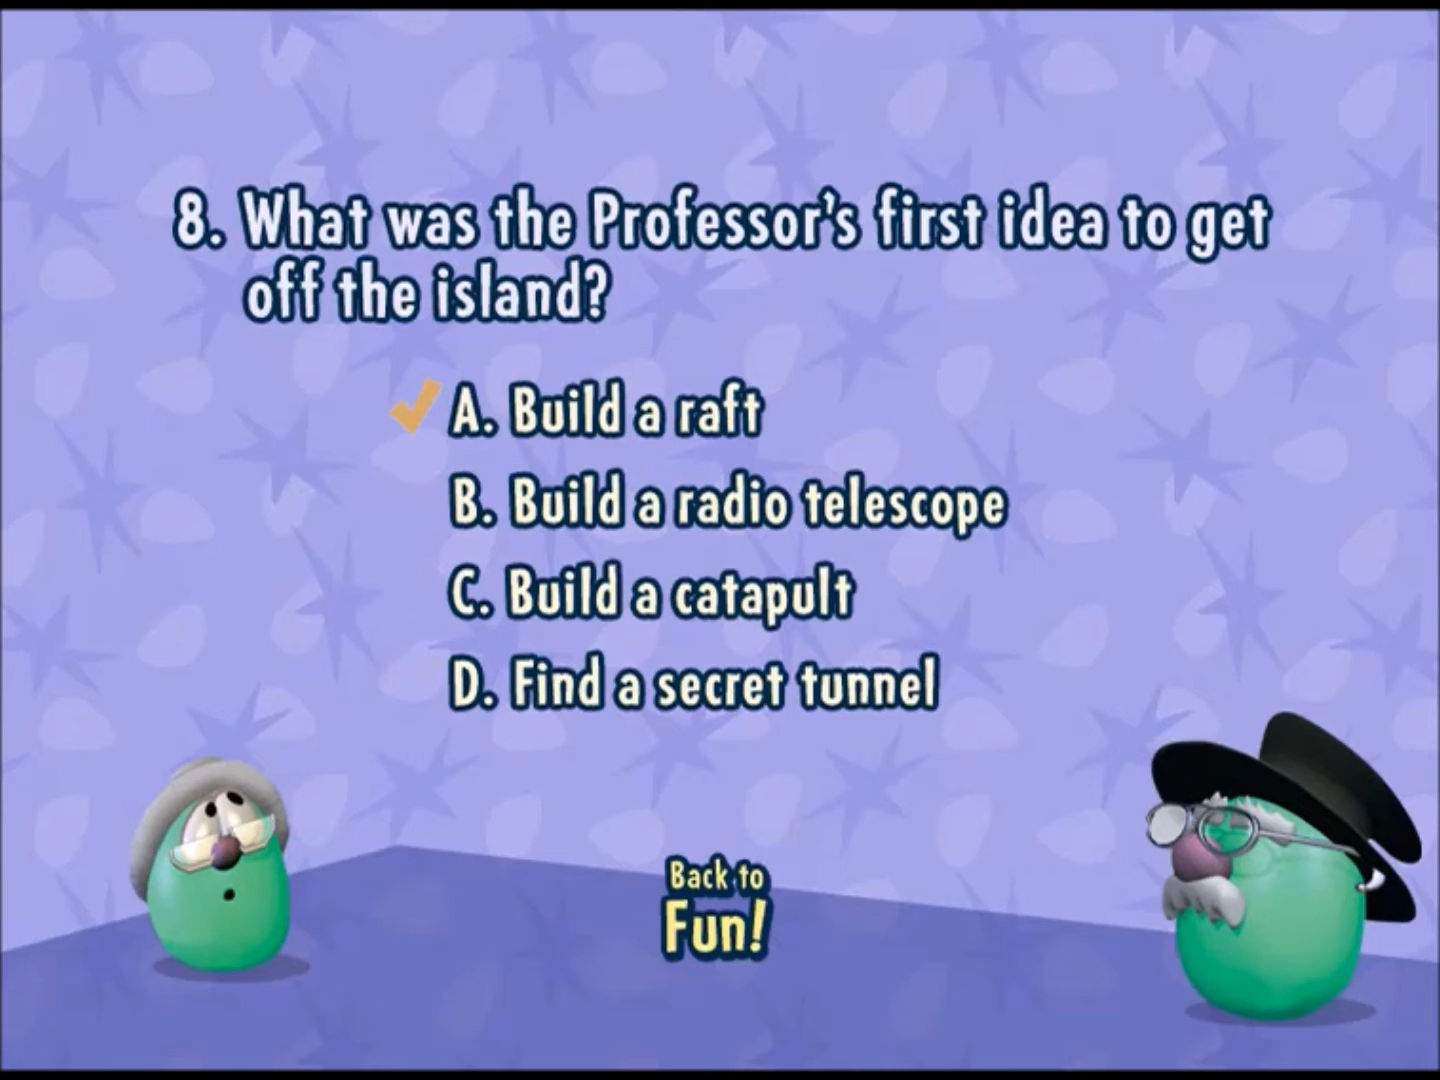 8. What was the Professor's first idea to get
off the island?
A. Build a raft
B. Build a radio telescope
C. Build a catapult
D. Find a secret tunnel
Back to
Fun!